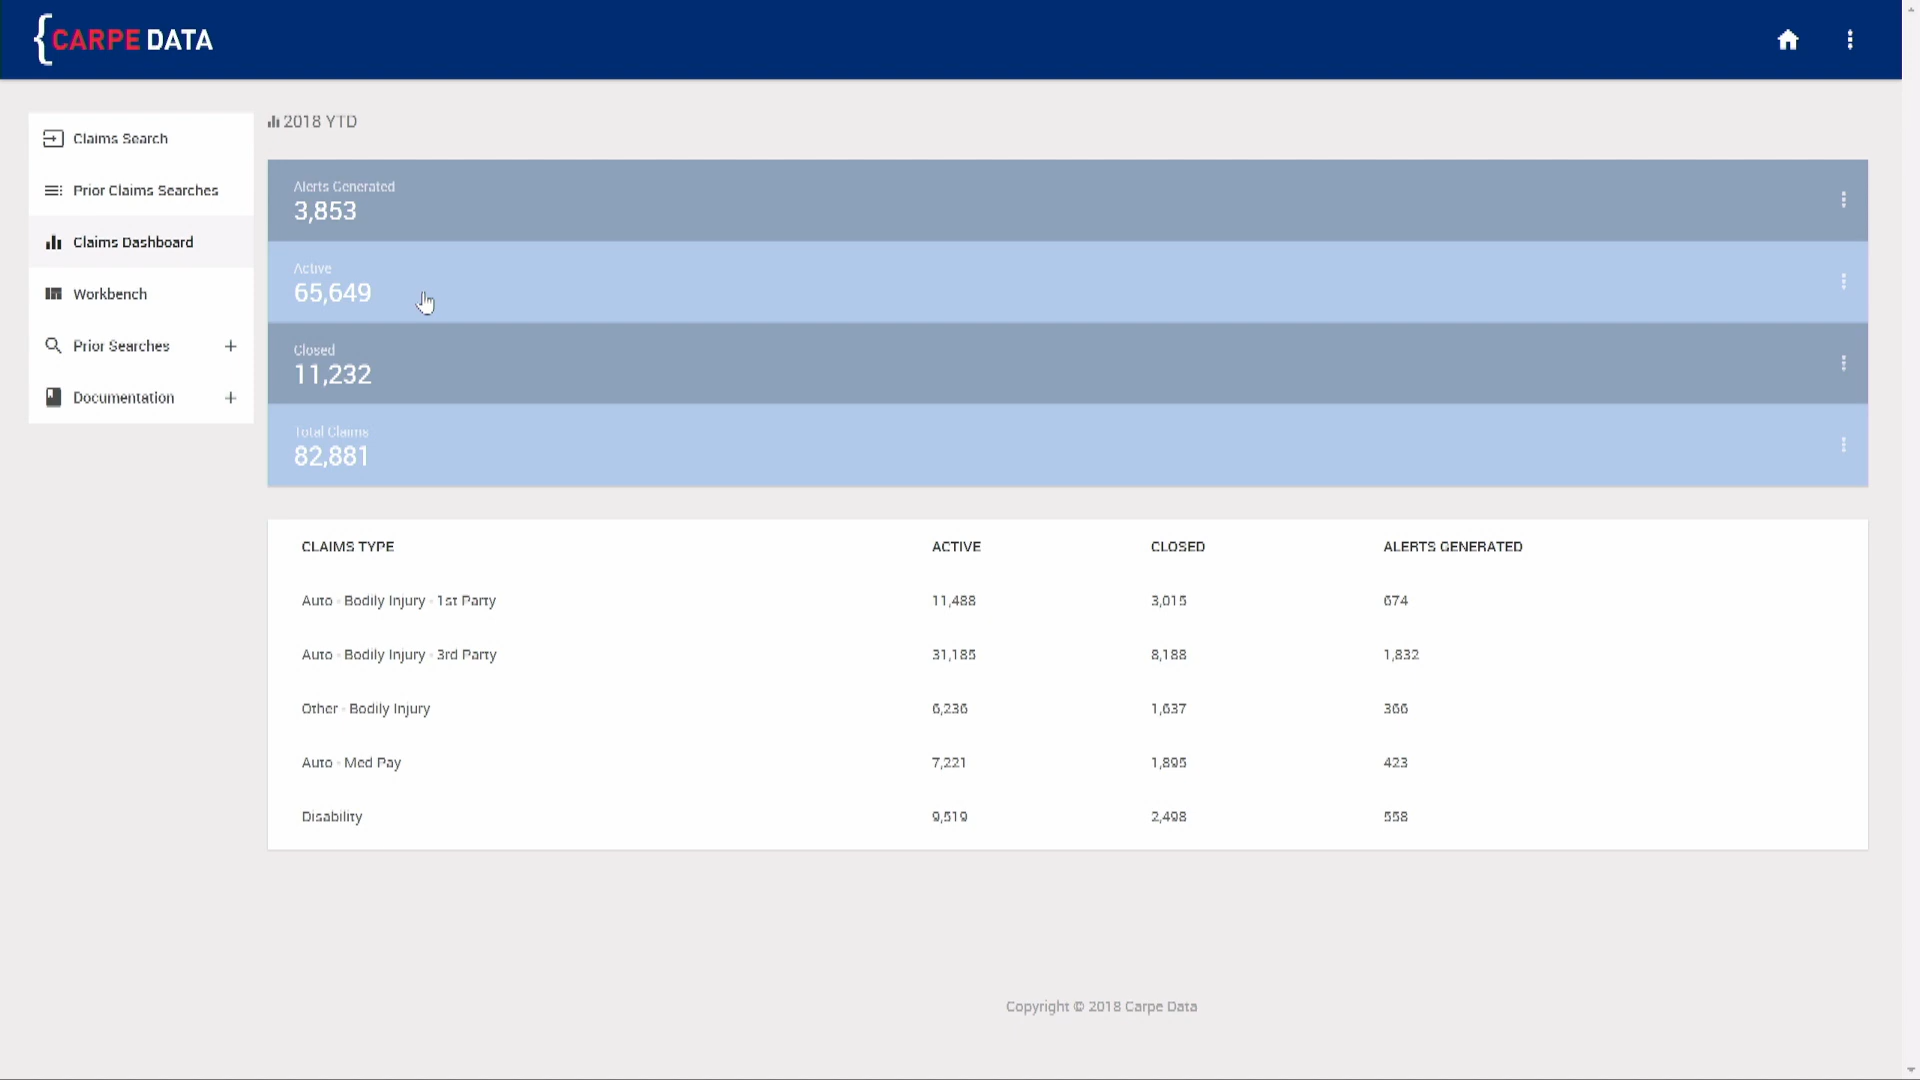 {CARPE DATA
Claims Search
Prior Claims Searches
Claims Dashboard
Workbench
Prior Searches +
Documentation +
2018 YTD
Alerts Generated
3,853
Active
65,649
Closed
11,232
Total Claims
82,881
CLAIMS TYPE ACTIVE CLOSED ALERTS GENERATED
Auto - Bodily Injury - 1st Party 11,488 3,015 674
Auto - Bodily Injury - 3rd Party 31,185 8,188 1,832
Other - Bodily Injury 6,236 1,637 366
Auto - Med Pay 7,221 1,895 423
Disability 9,519 2,498 558
Copyright © 2018 Carpe Data